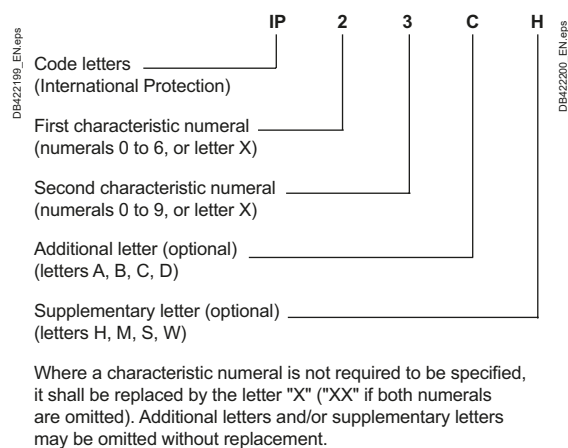 IP 2 3 C H
DB422199_EN.eps
DB422200_EN.eps
Code letters
(International Protection)
First characteristic numeral
(numerals 0 to 6, or letter X)
Second characteristic numeral
(numerals 0 to 9, or letter X)
Additional letter (optional)
(letters A, B, C, D)
Supplementary letter (optional)
(letters H, M, S, W)
Where a characteristic numeral is not required to be specified,
it shall be replaced by the letter "X" ("XX" if both numerals
are omitted). Additional letters and/or supplementary letters
may be omitted without replacement.